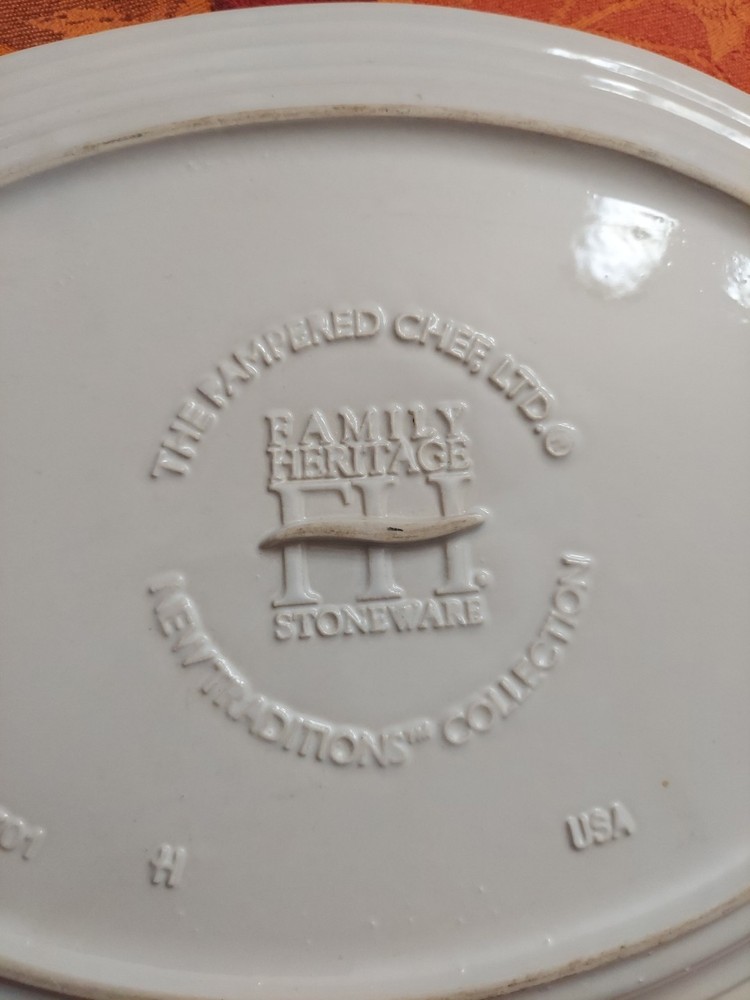 THE PAMPERED CHEF, LTD.®
FAMILY
HERITAGE
FH®
STONEWARE
NEW TRADITIONS™ COLLECTION
H
USA